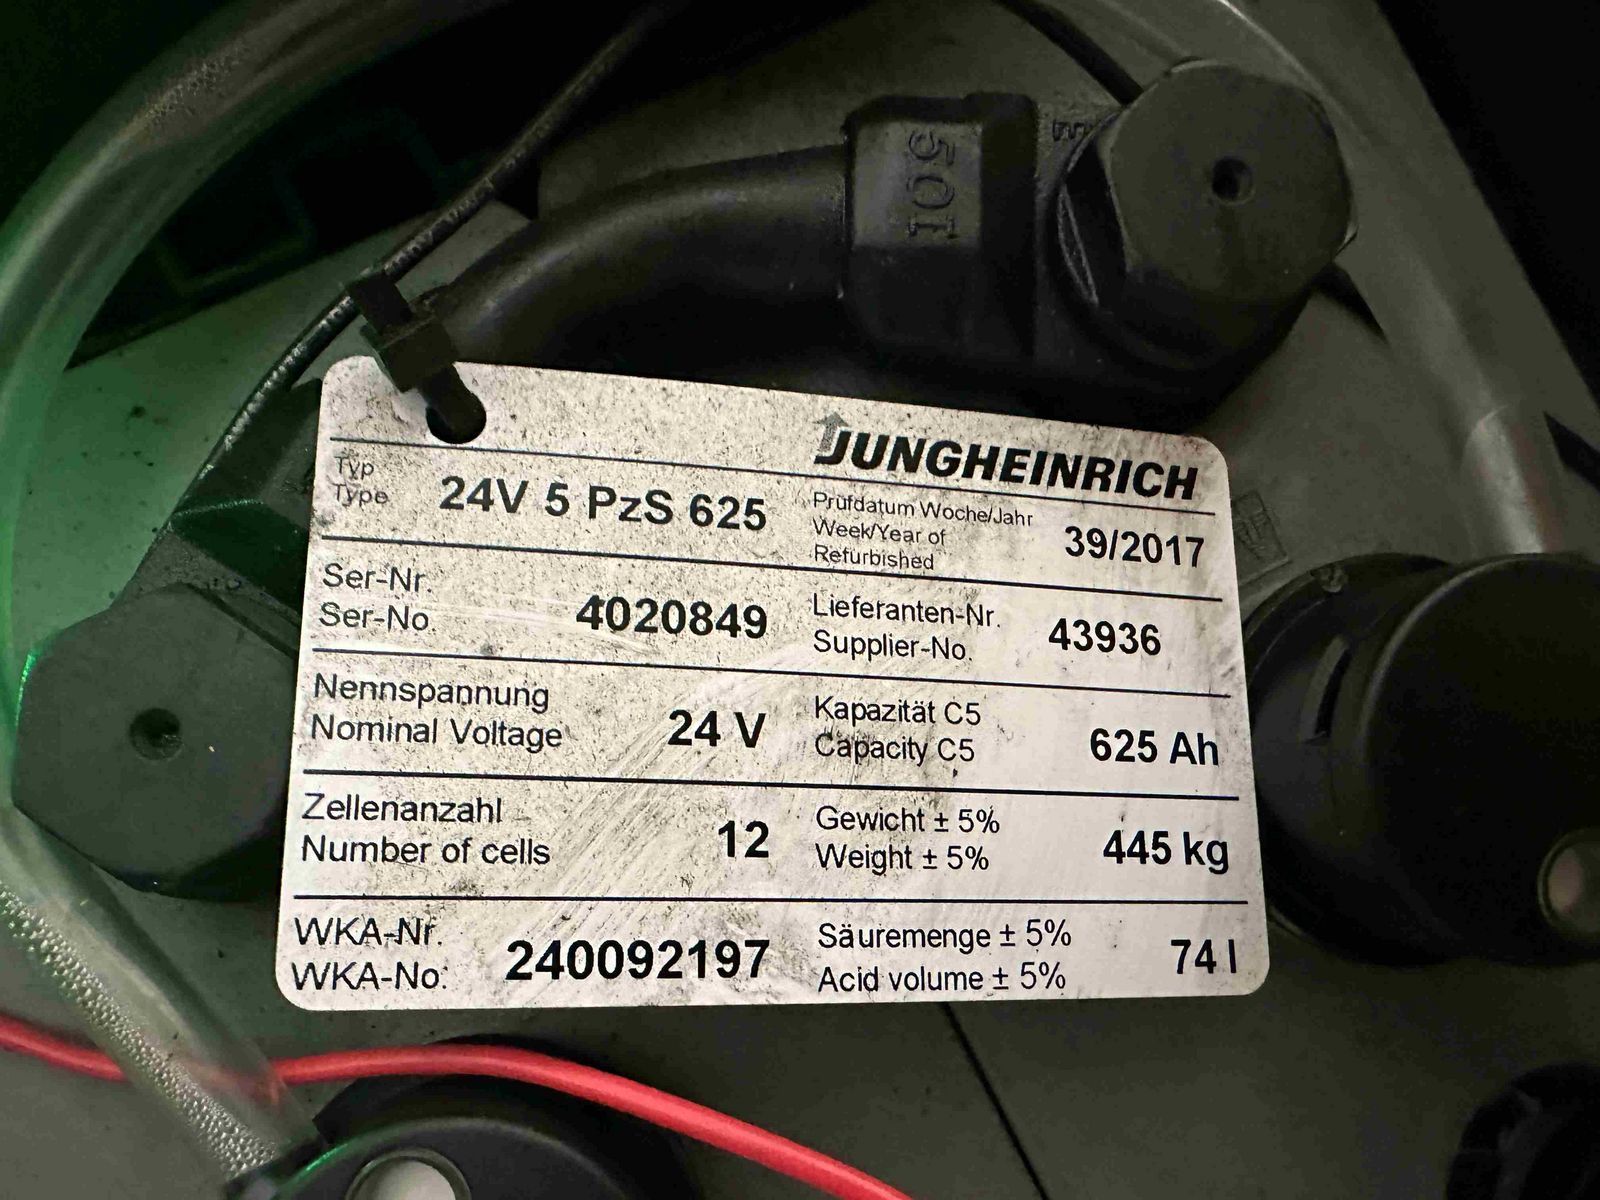 50I
E
JUNGHEINRICH
Typ
Type
24V 5 PzS 625
Prüfdatum Woche/Jahr
Week/Year of
Refurbished
39/2017
Ser-Nr.
Ser-No.
4020849
Lieferanten-Nr.
Supplier-No.
43936
Nennspannung
Nominal Voltage
24 V
Kapazität C5
Capacity C5
625 Ah
Zellenanzahl
Number of cells
12
Gewicht ± 5%
Weight ± 5%
445 kg
WKA-Nr.
WKA-No.
240092197
Säuremenge ± 5%
Acid volume ± 5%
74 l